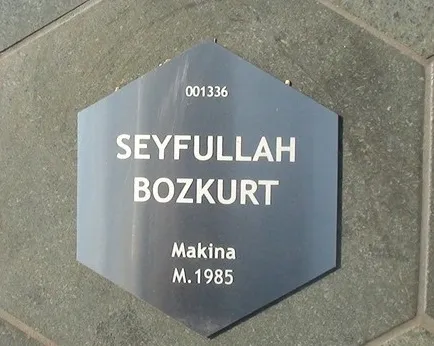 001336
SEYFULLAH
BOZKURT
Makina
M.1985